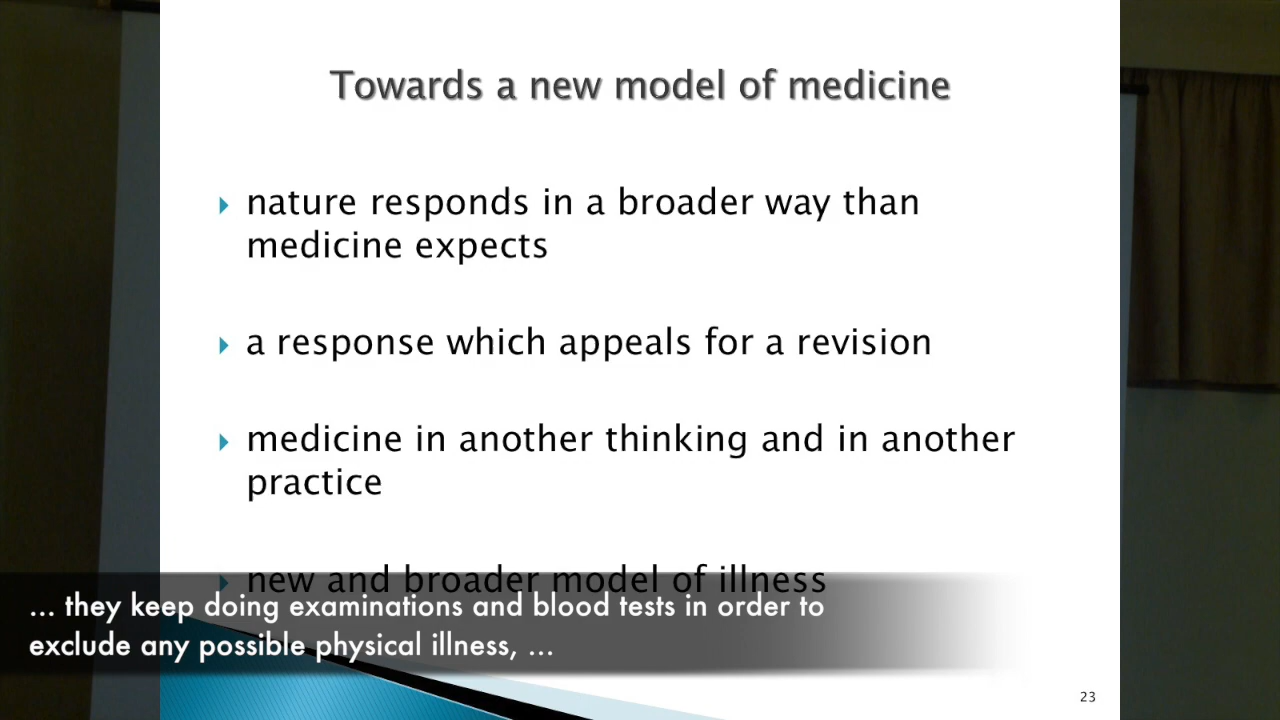 Towards a new model of medicine
nature responds in a broader way than
medicine expects
a response which appeals for a revision
medicine in another thinking and in another
practice
new and broader model of illness
... they keep doing examinations and blood tests in order to
exclude any possible physical illness, ...
23